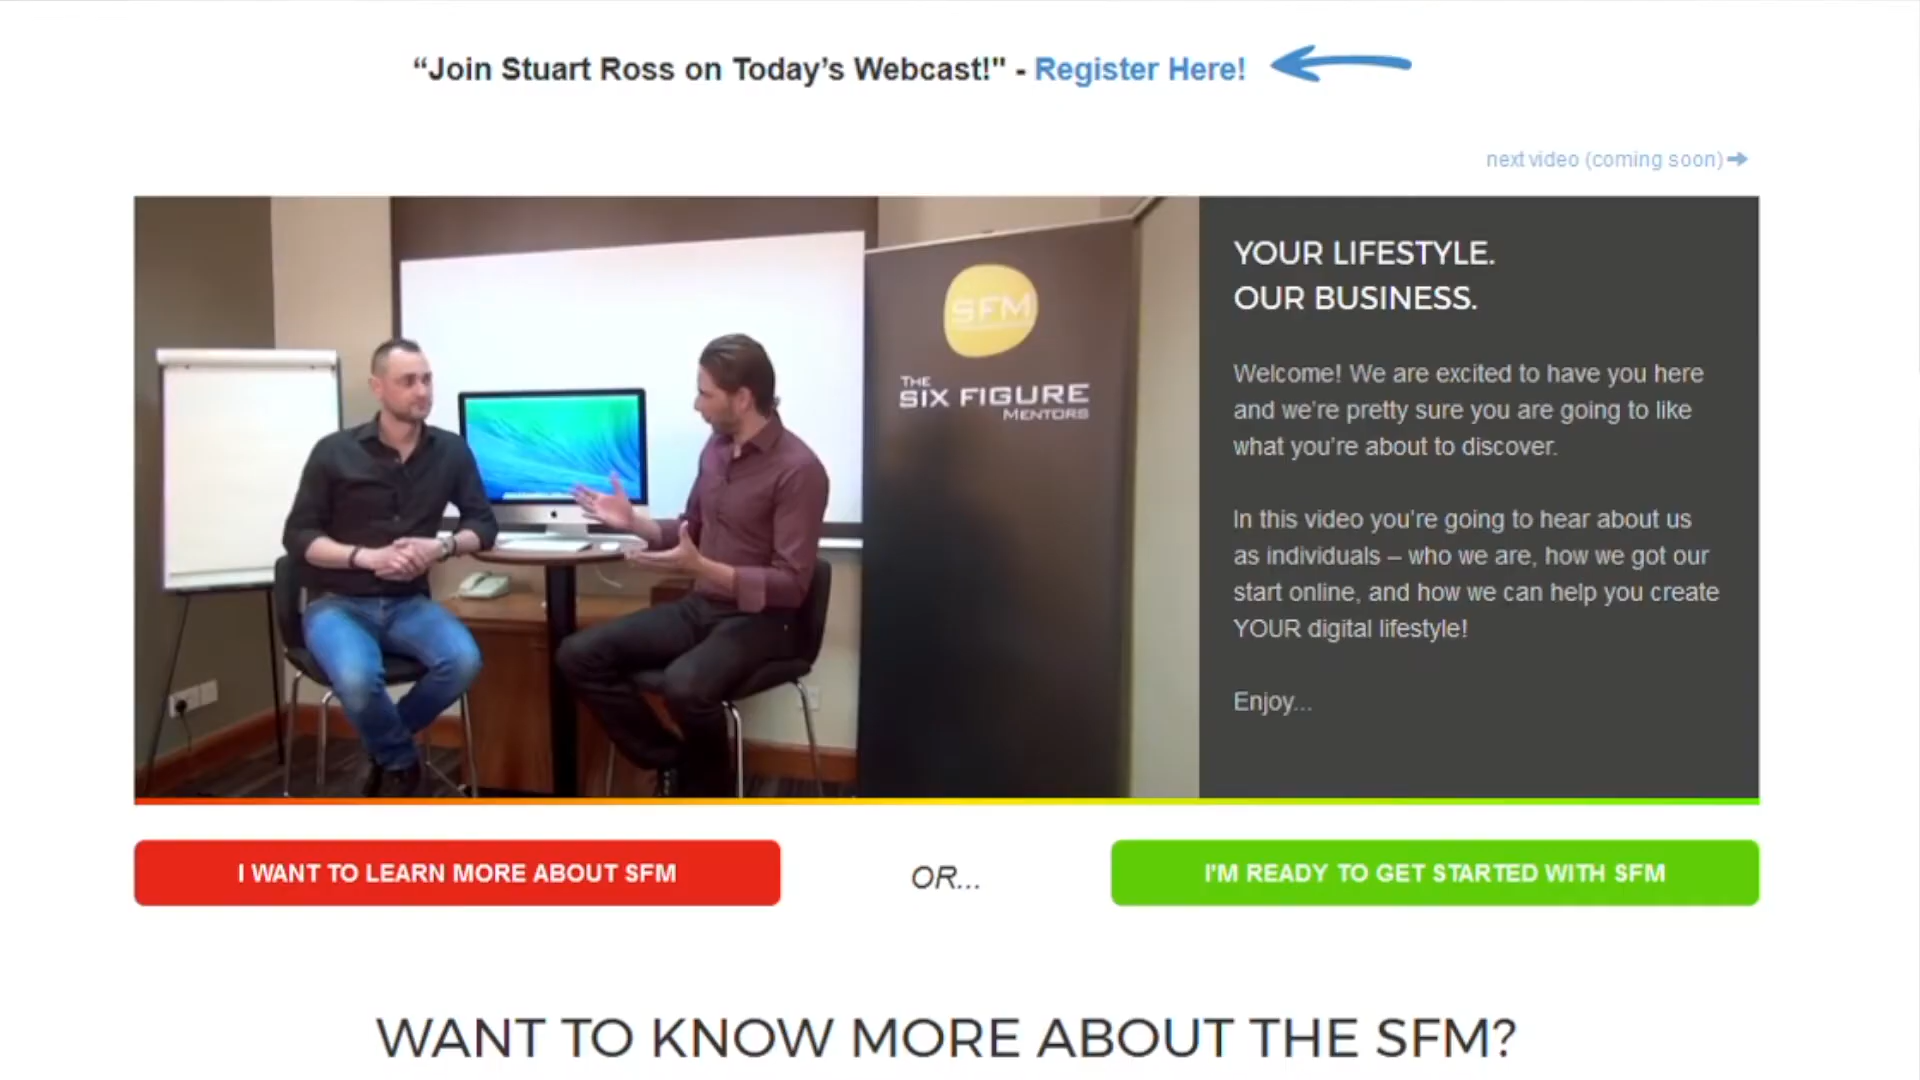 “Join Stuart Ross on Today’s Webcast!" - Register Here!
next video (coming soon)
SFM
THE
SIX FIGURE
MENTORS
YOUR LIFESTYLE.
OUR BUSINESS.
Welcome! We are excited to have you here
and we’re pretty sure you are going to like
what you’re about to discover.
In this video you’re going to hear about us
as individuals – who we are, how we got our
start online, and how we can help you create
YOUR digital lifestyle!
Enjoy...
I WANT TO LEARN MORE ABOUT SFM
OR...
I'M READY TO GET STARTED WITH SFM
WANT TO KNOW MORE ABOUT THE SFM?